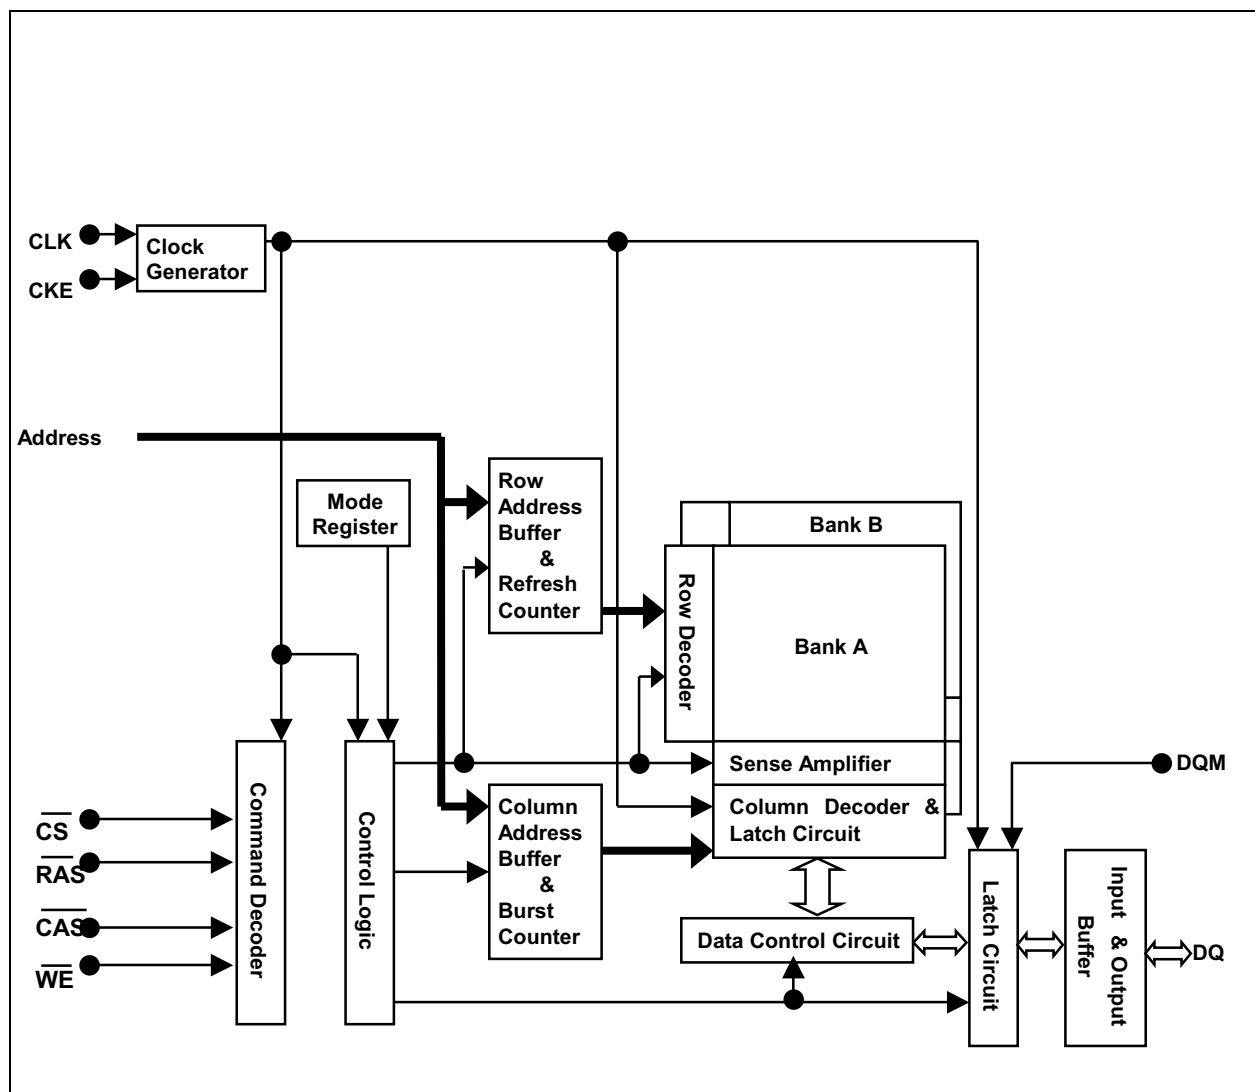 CLK
CKE
Clock
Generator
Address
Mode
Register
Row
Address
Buffer
&
Refresh
Counter
Bank B
Row Decoder
Bank A
Sense Amplifier
Column Decoder &
Latch Circuit
DQM
CS
RAS
CAS
WE
Command Decoder
Control Logic
Column
Address
Buffer
&
Burst
Counter
Data Control Circuit
Latch Circuit
Input & Output
Buffer
DQ